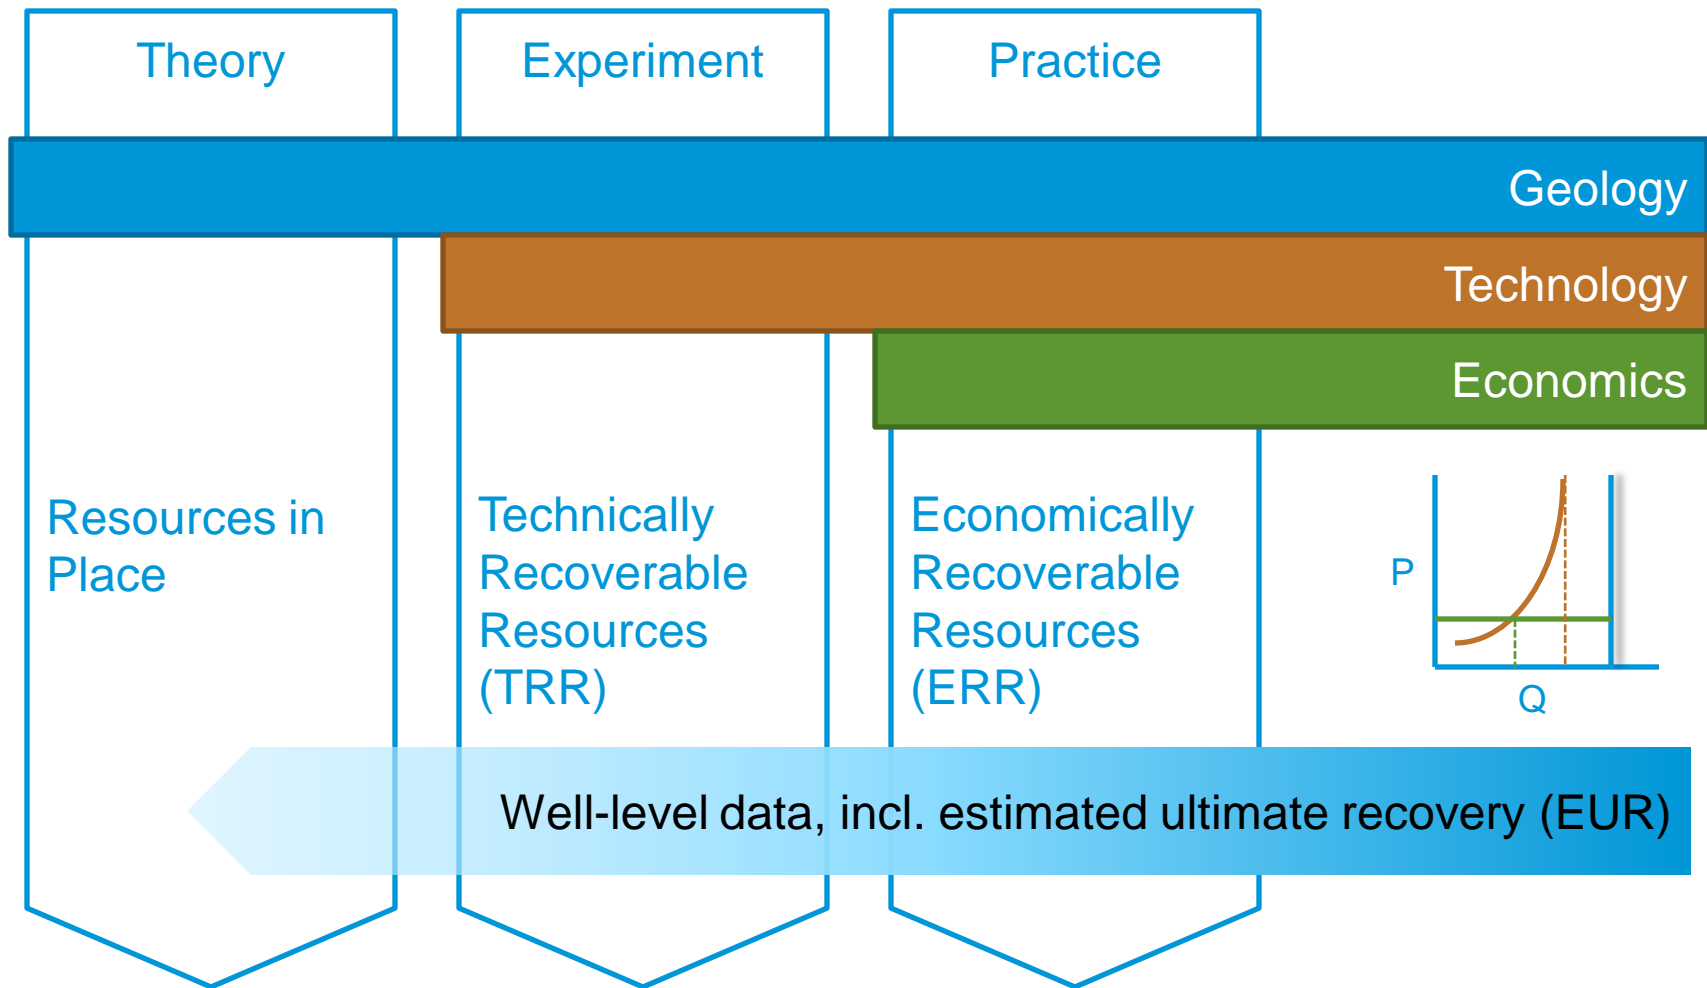 Theory
Experiment
Practice
Geology
Technology
Economics
Resources in
Place
Technically
Recoverable
Resources
(TRR)
Economically
Recoverable
Resources
(ERR)
P
Q
Well-level data, incl. estimated ultimate recovery (EUR)